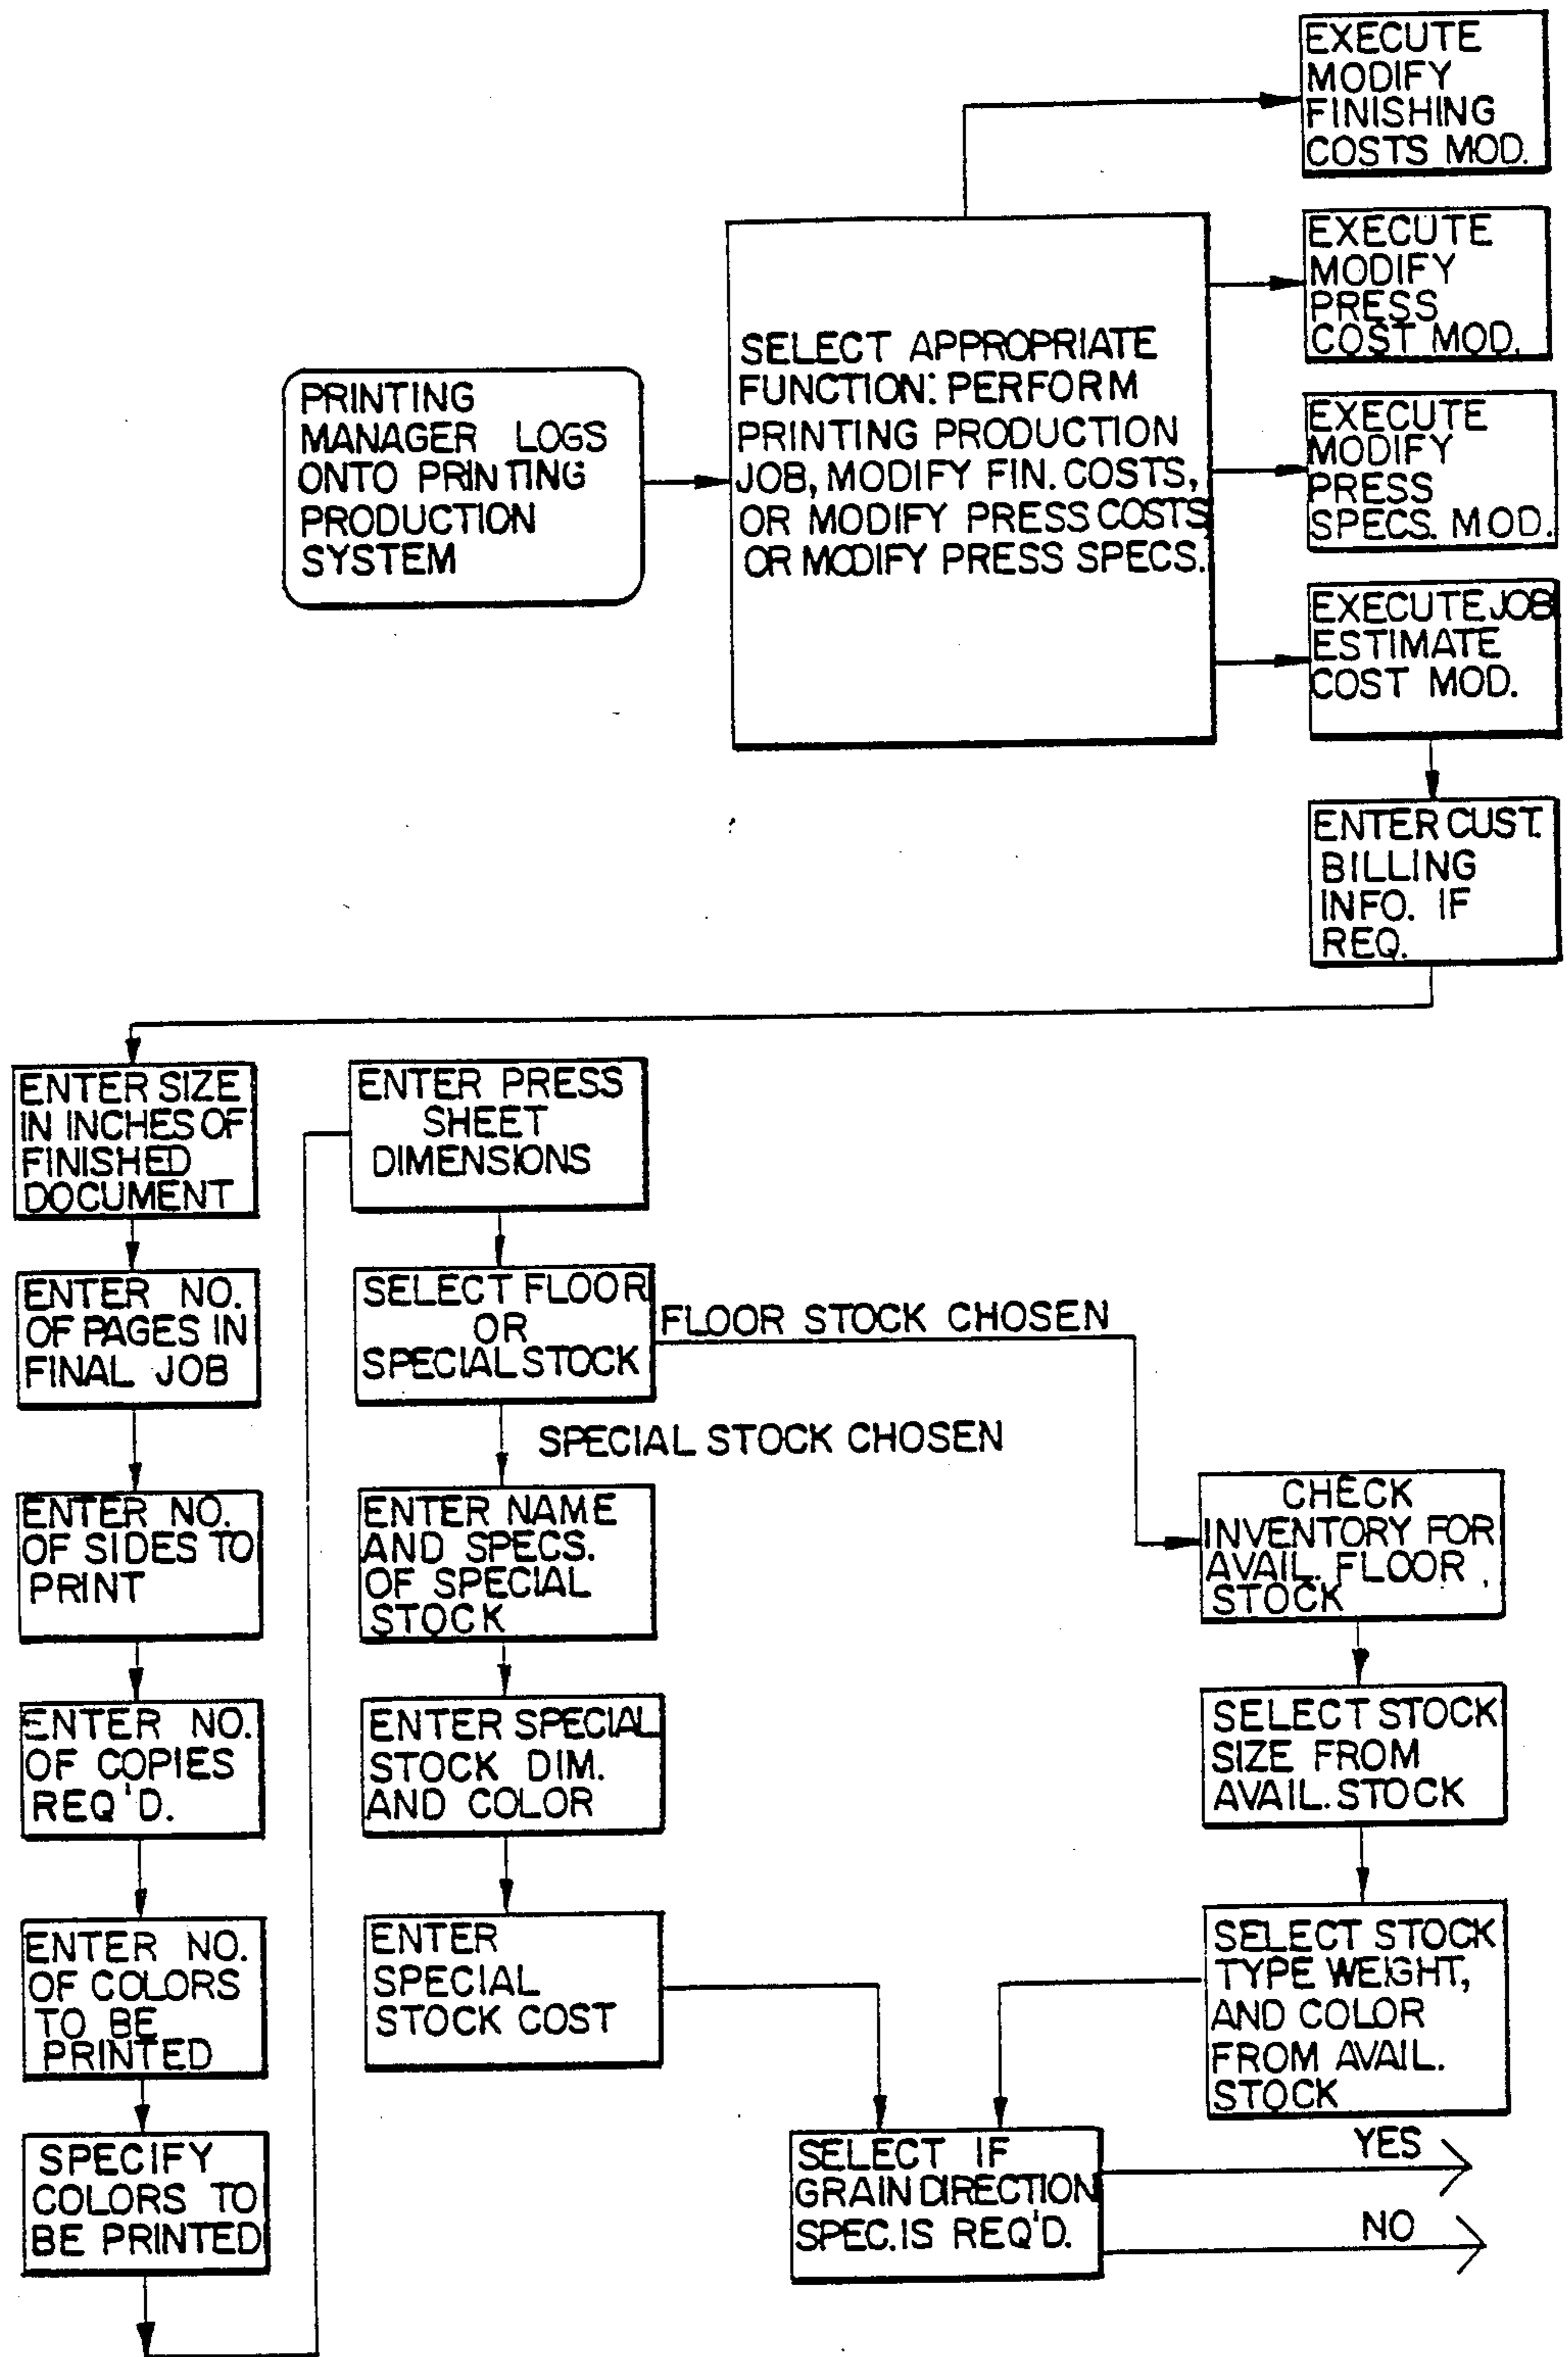 EXECUTE
MODIFY
FINISHING
COSTS MOD.
EXECUTE
MODIFY
PRESS
COST MOD.
PRINTING
MANAGER LOGS
ONTO PRINTING
PRODUCTION
SYSTEM
SELECT APPROPRIATE
FUNCTION: PERFORM
PRINTING PRODUCTION
JOB, MODIFY FIN. COSTS,
OR MODIFY PRESS COSTS
OR MODIFY PRESS SPECS.
EXECUTE
MODIFY
PRESS
SPECS. MOD.
EXECUTE JOB
ESTIMATE
COST MOD.
ENTER CUST.
BILLING
INFO. IF
REQ.
ENTER SIZE
IN INCHES OF
FINISHED
DOCUMENT
ENTER NO.
OF PAGES IN
FINAL JOB
ENTER NO.
OF SIDES TO
PRINT
ENTER NO.
OF COPIES
REQ'D.
ENTER NO.
OF COLORS
TO BE
PRINTED
SPECIFY
COLORS TO
BE PRINTED
ENTER PRESS
SHEET
DIMENSIONS
SELECT FLOOR
OR
SPECIAL STOCK
FLOOR STOCK CHOSEN
SPECIAL STOCK CHOSEN
ENTER NAME
AND SPECS.
OF SPECIAL
STOCK
ENTER SPECIAL
STOCK DIM.
AND COLOR
ENTER
SPECIAL
STOCK COST
CHECK
INVENTORY FOR
AVAIL. FLOOR
STOCK
SELECT STOCK
SIZE FROM
AVAIL. STOCK
SELECT STOCK
TYPE WEIGHT,
AND COLOR
FROM AVAIL.
STOCK
SELECT IF
GRAIN DIRECTION
SPEC. IS REQ'D.
YES
NO